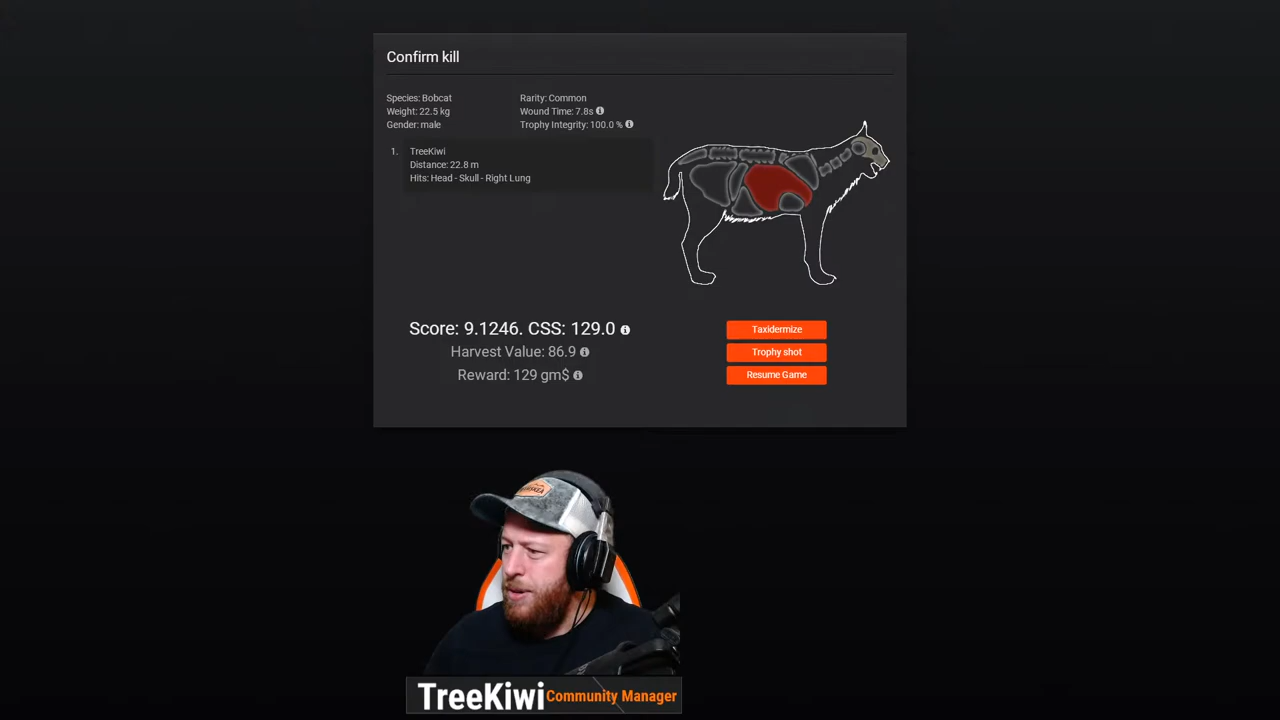 Confirm kill
Species: Bobcat
Rarity: Common
Weight: 22.5 kg
Wound Time: 7.8s
Gender: male
Trophy Integrity: 100.0 %
1. TreeKiwi
Distance: 22.8 m
Hits: Head - Skull - Right Lung
Score: 9.1246. CSS: 129.0
Harvest Value: 86.9
Reward: 129 gm$
Taxidermize
Trophy shot
Resume Game
TreeKiwi Community Manager